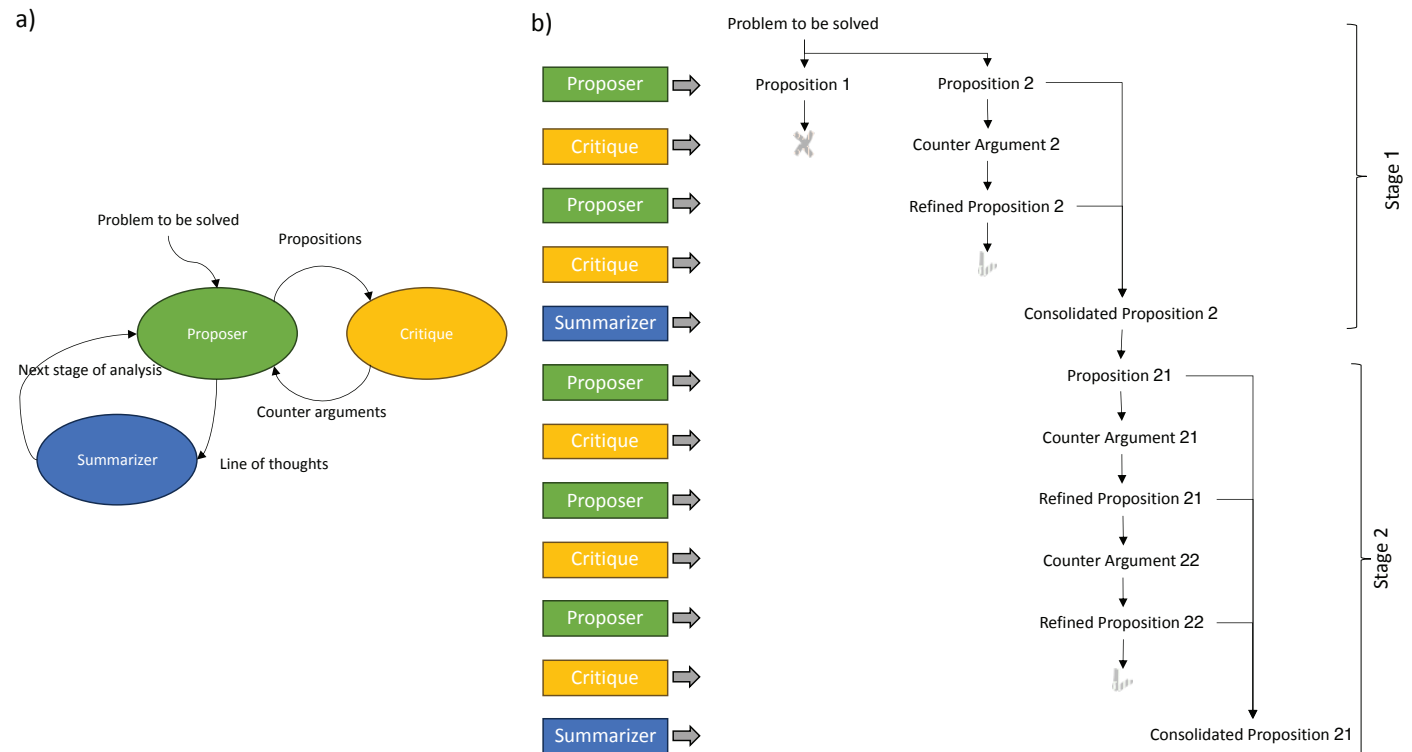 a)
Problem to be solved
Propositions
Proposer
Critique
Next stage of analysis
Counter arguments
Summarizer
Line of thoughts
b)
Problem to be solved
Proposer
Proposition 1
Proposition 2
Critique
Counter Argument 2
Proposer
Refined Proposition 2
Critique
Summarizer
Consolidated Proposition 2
Stage 1
Proposer
Proposition 21
Critique
Counter Argument 21
Proposer
Refined Proposition 21
Critique
Counter Argument 22
Proposer
Refined Proposition 22
Critique
Summarizer
Consolidated Proposition 21
Stage 2